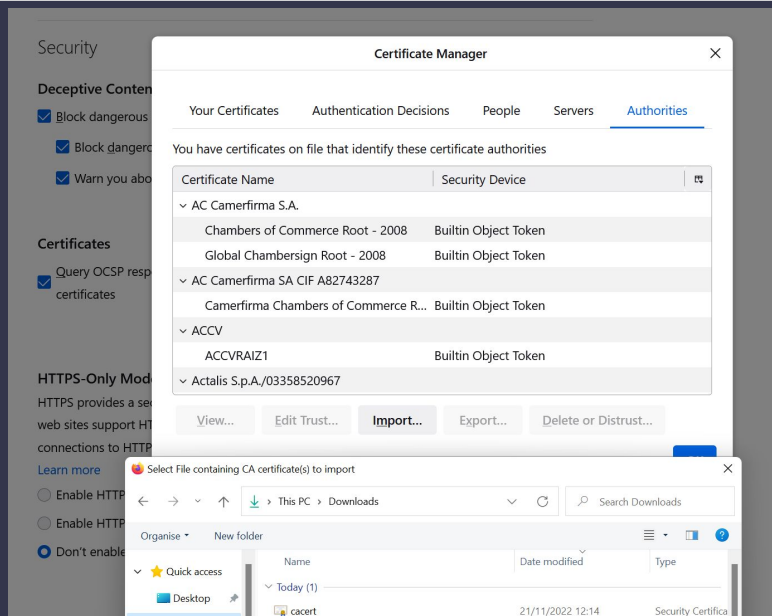 Security
Certificate Manager
Deceptive Conten
Your Certificates Authentication Decisions People Servers Authorities
Block dangerous
Block dangerc
You have certificates on file that identify these certificate authorities
Warn you abo
Certificate Name Security Device
AC Camerfirma S.A.
Chambers of Commerce Root - 2008 Builtin Object Token
Certificates
Global Chambersign Root - 2008 Builtin Object Token
Query OCSP resp
certificates
AC Camerfirma SA CIF A82743287
Camerfirma Chambers of Commerce R... Builtin Object Token
ACCV
ACCVRAIZ1 Builtin Object Token
HTTPS-Only Mod
Actalis S.p.A./03358520967
HTTPS provides a sec
web sites support HT
View... Edit Trust... Import... Export... Delete or Distrust...
connections to HTTP
Learn more
Select File containing CA certificate(s) to import
Enable HTTP
This PC > Downloads
Search Downloads
Enable HTTP
Organise New folder
Don't enable
Name Date modified Type
Quick access
Today (1)
Desktop
cacert 21/11/2022 12:14 Security Certifica